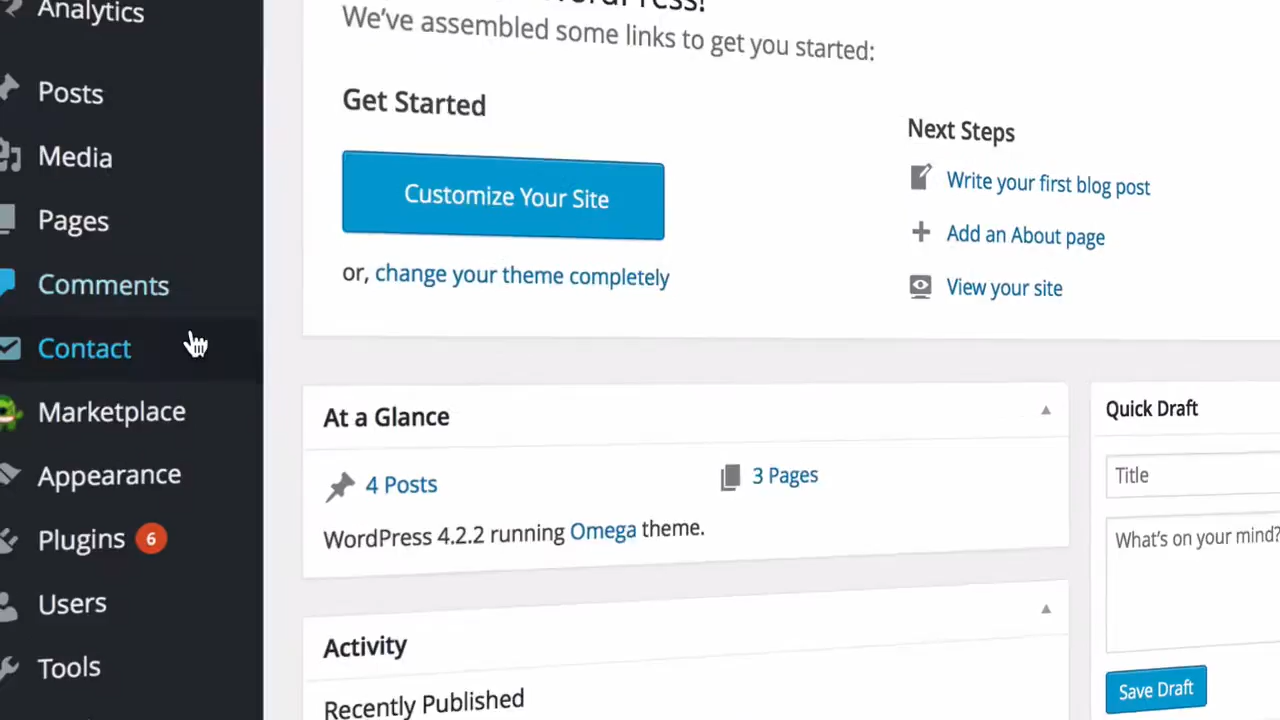 Analytics
Posts
Media
Pages
Comments
Contact
Marketplace
Appearance
Plugins 6
Users
Tools
We've assembled some links to get you started:
Get Started
Customize Your Site
or, change your theme completely
Next Steps
Write your first blog post
Add an About page
View your site
At a Glance
4 Posts
3 Pages
WordPress 4.2.2 running Omega theme.
Activity
Recently Published
Quick Draft
Title
What's on your mind?
Save Draft